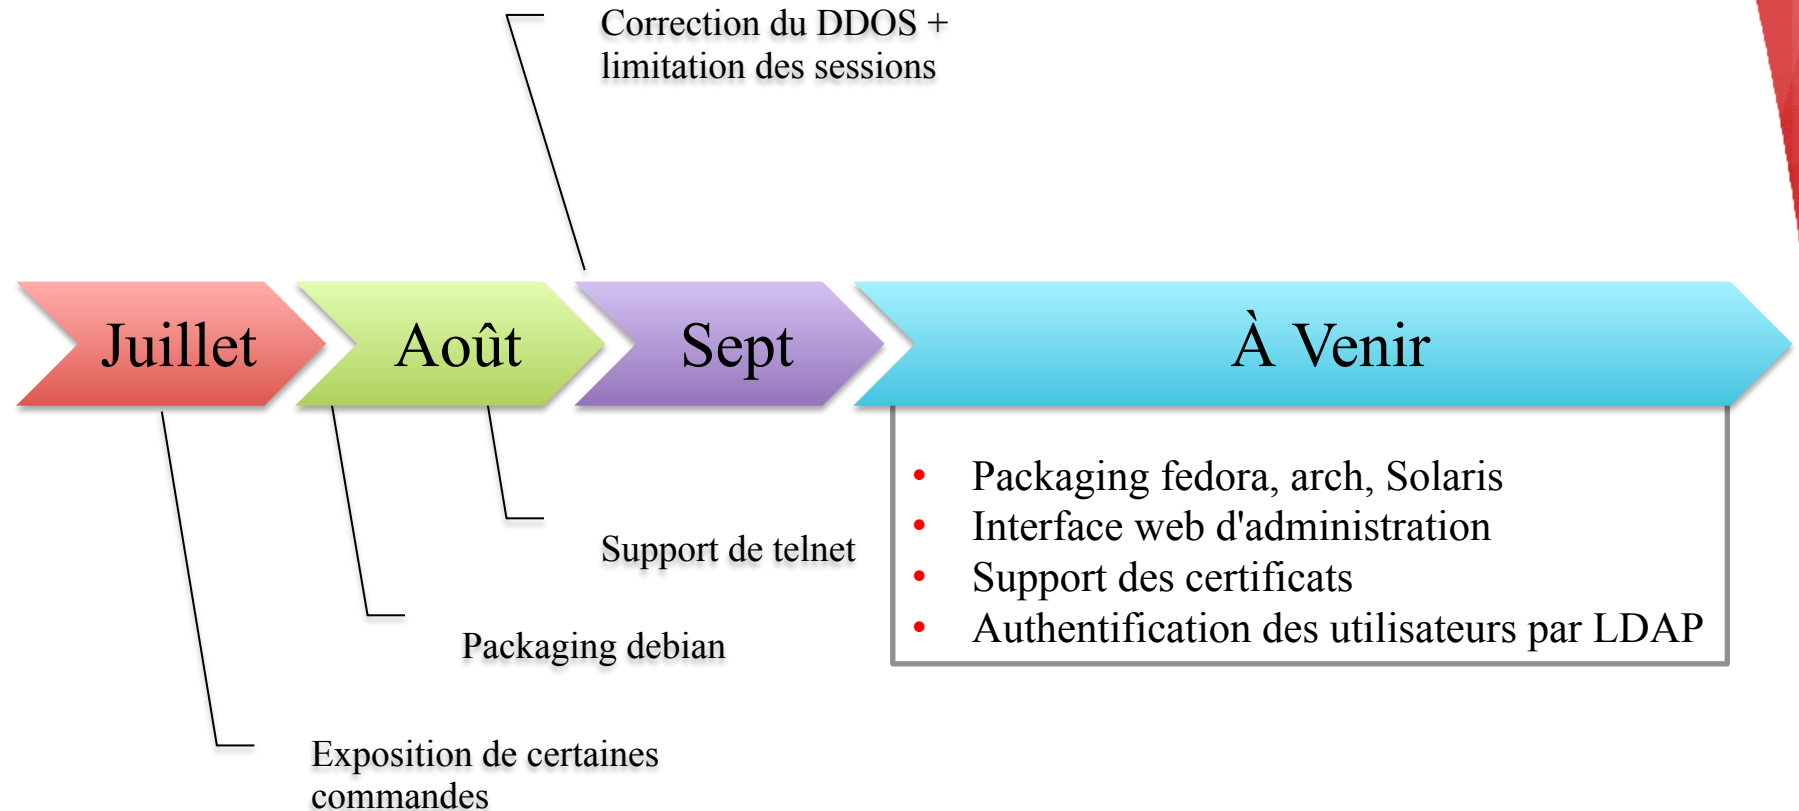 Correction du DDOS +
limitation des sessions
Juillet
Août
Sept
À Venir
Packaging fedora, arch, Solaris
Interface web d'administration
Support des certificats
Authentification des utilisateurs par LDAP
Support de telnet
Packaging debian
Exposition de certaines
commandes